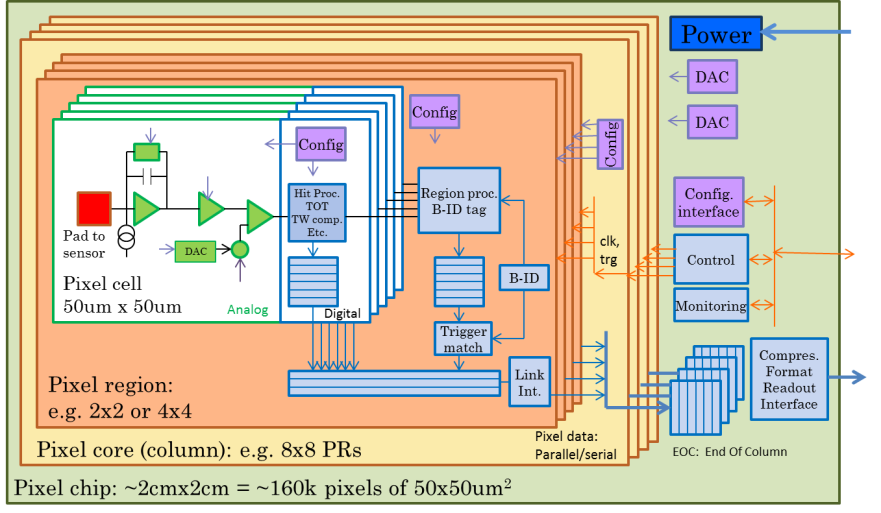 Power
DAC
DAC
Config
Config
Config
Hit Proc.
TOT
TW comp.
Etc.
Region proc.
B-ID tag
Config.
interface
Pad to
sensor
DAC
clk,
trg
Control
B-ID
Pixel cell
50um x 50um
Analog
Digital
Monitoring
Trigger
match
Link
Int.
Compres.
Format
Readout
Interface
Pixel region:
e.g. 2x2 or 4x4
Pixel data:
Parallel/serial
Pixel core (column): e.g. 8x8 PRs
EOC: End Of Column
Pixel chip: ~2cmx2cm = ~160k pixels of 50x50um²